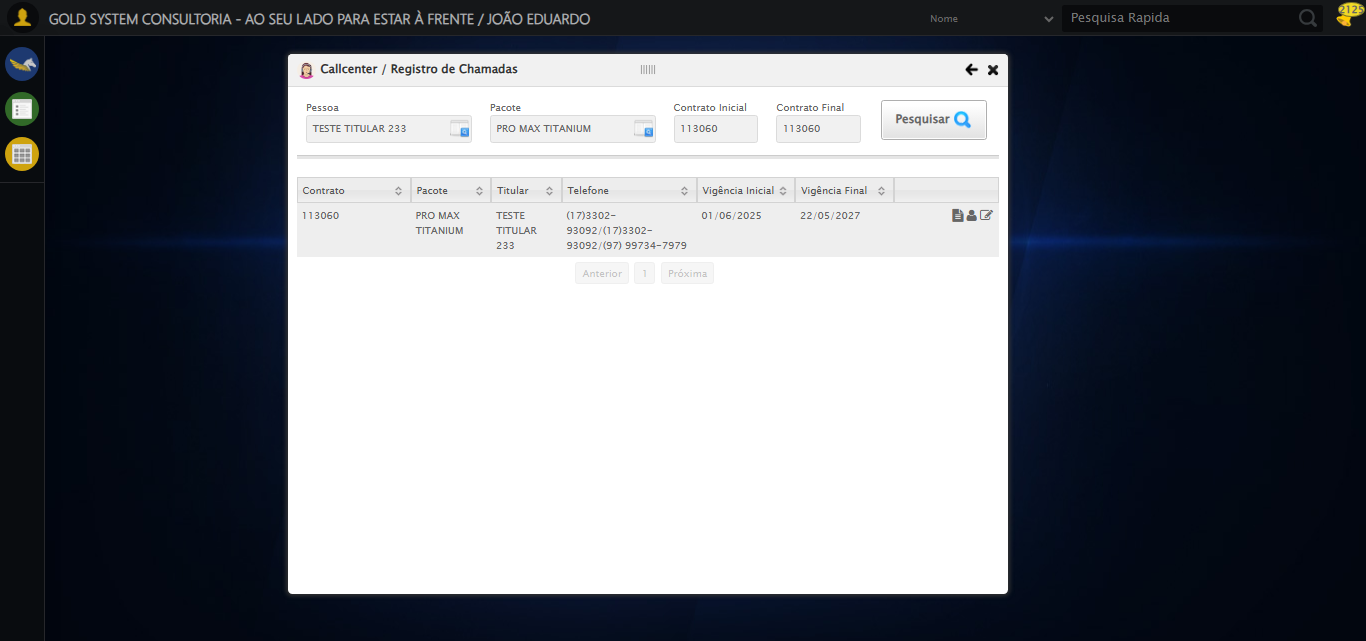 GOLD SYSTEM CONSULTORIA - AO SEU LADO PARA ESTAR À FRENTE / JOÃO EDUARDO
Nome
Pesquisa Rapida
2125
Callcenter / Registro de Chamadas
Pessoa
Pacote
Contrato Inicial
Contrato Final
TESTE TITULAR 233
PRO MAX TITANIUM
113060
113060
Pesquisar
Contrato
Pacote
Titular
Telefone
Vigência Inicial
Vigência Final
113060
PRO MAX
TITANIUM
TESTE
TITULAR
233
(17)3302-
93092/(17)3302-
93092/(97) 99734-7979
01/06/2025
22/05/2027
Anterior
1
Próxima